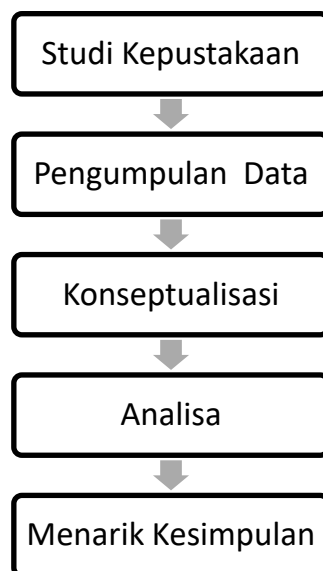 Studi Kepustakaan
Pengumpulan Data
Konseptualisasi
Analisa
Menarik Kesimpulan